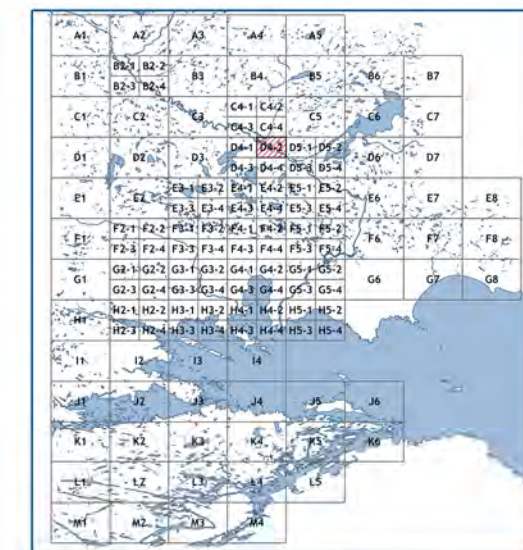 A1 A2 A3 A4 A5
B2-1 B2-2
B1 B3 B4 B5 B6 B7
B2-3 B2-4
C4-1 C4-2
C1 C2 C3 C5 C6 C7
C4-3 C4-4
D4-1 D4-2 D5-1 D5-2
D1 D2 D3 D6 D7
D4-3 D4-4 D5-3 D5-4
E3-1 E3-2 E4-1 E4-2 E5-1 E5-2
E1 E2 E6 E7 E8
E3-3 E3-4 E4-3 E4-4 E5-3 E5-4
F2-1 F2-2 F3-1 F3-2 F4-1 F4-2 F5-1 F5-2
F1 F6 F7 F8
F2-3 F2-4 F3-3 F3-4 F4-3 F4-4 F5-3 F5-4
G2-1 G2-2 G3-1 G3-2 G4-1 G4-2 G5-1 G5-2
G1 G6 G7 G8
G2-3 G2-4 G3-3 G3-4 G4-3 G4-4 G5-3 G5-4
H2-1 H2-2 H3-1 H3-2 H4-1 H4-2 H5-1 H5-2
H1
H2-3 H2-4 H3-3 H3-4 H4-3 H4-4 H5-3 H5-4
I1 I2 I3 I4
J1 J2 J3 J4 J5 J6
K1 K2 K3 K4 K5 K6
L1 L2 L3 L4 L5
M1 M2 M3 M4